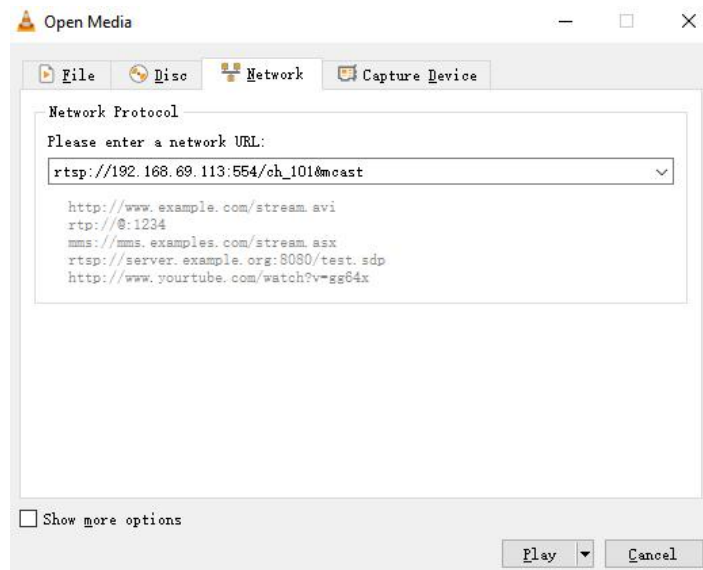 Open Media
File Disc Network Capture Device
Network Protocol
Please enter a network URL:
rtsp://192.168.69.113:554/ch_101&mcast
http://www.example.com/stream.avi
rtp://@:1234
mms://mms.examples.com/stream.asx
rtsp://server.example.org:8080/test.sdp
http://www.yourtube.com/watch?v=gg64x
Show more options
Play Cancel